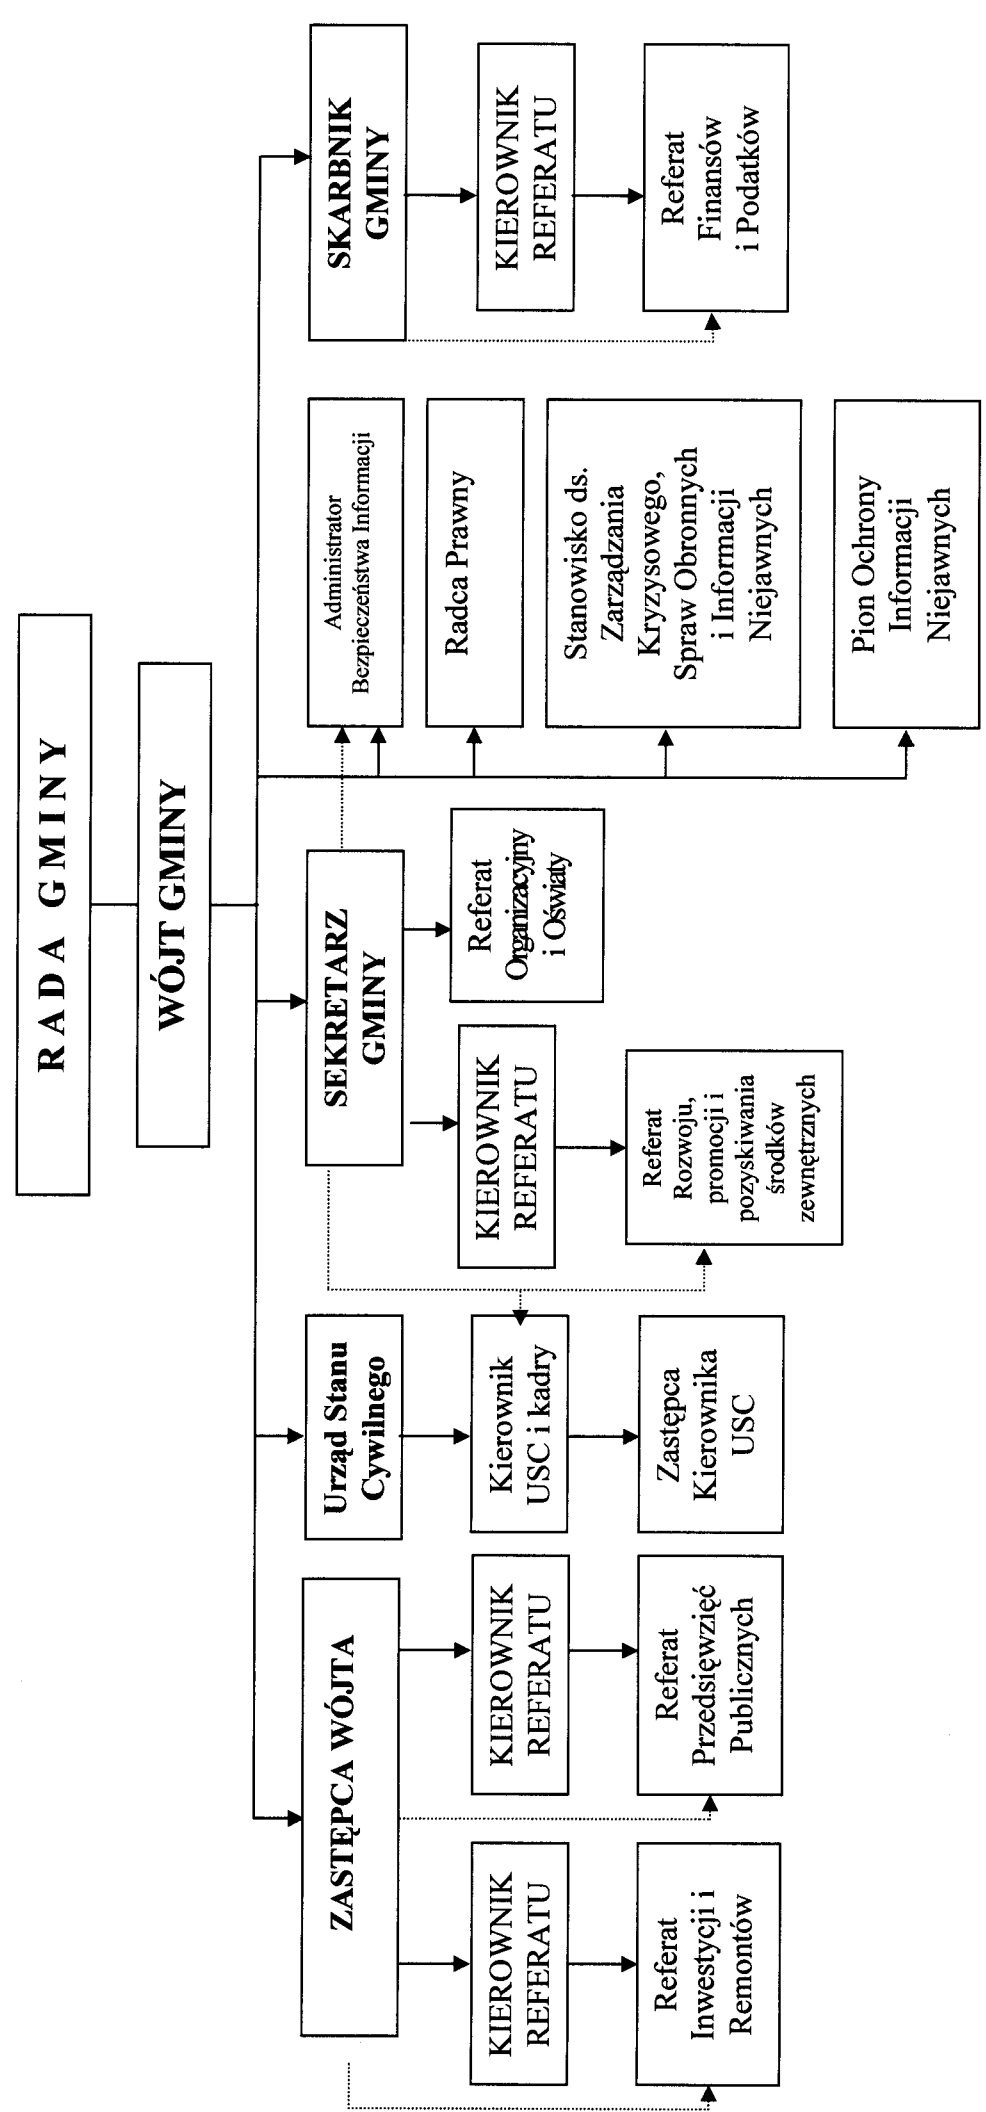 RADA GMINY
WÓJT GMINY
ZASTĘPCA WÓJTA
KIEROWNIK
REFERATU
Referat
Inwestycji i
Remontów
KIEROWNIK
REFERATU
Referat
Przedsięwzięć
Publicznych
Urząd Stanu
Cywilnego
Kierownik
USC i kadry
Zastępca
Kierownika
USC
SEKRETARZ
GMINY
KIEROWNIK
REFERATU
Referat
Rozwoju,
promocji i
pozyskiwania
środków
zewnętrznych
Referat
Organizacyjny
i Oświaty
Administrator
Bezpieczeństwa Informacji
Radca Prawny
Stanowisko ds.
Zarządzania
Kryzysowego,
Spraw Obronnych
i Informacji
Niejawnych
Pion Ochrony
Informacji
Niejawnych
SKARBNIK
GMINY
KIEROWNIK
REFERATU
Referat
Finansów
i Podatków